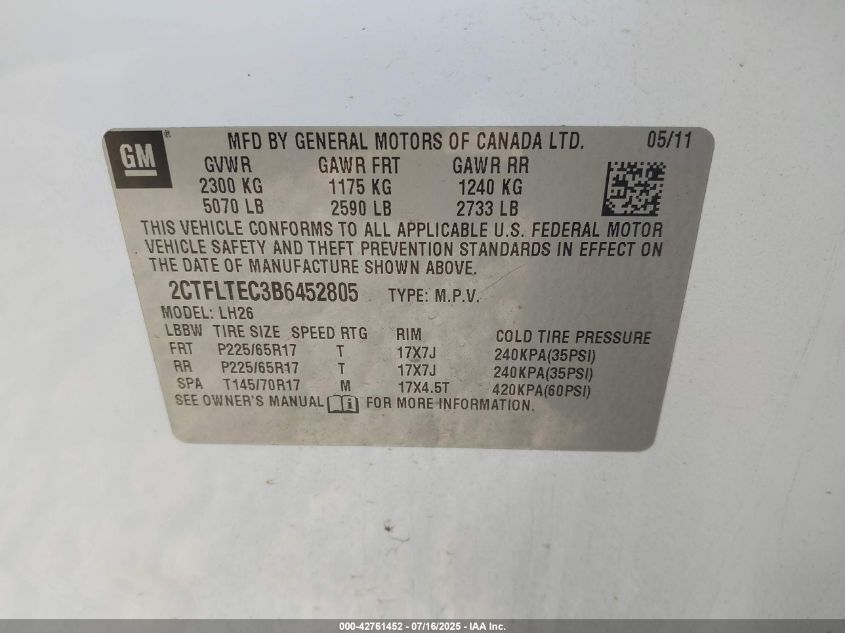 GM ® MFD BY GENERAL MOTORS OF CANADA LTD. 05/11
GVWR GAWR FRT GAWR RR
2300 KG 1175 KG 1240 KG
5070 LB 2590 LB 2733 LB
THIS VEHICLE CONFORMS TO ALL APPLICABLE U.S. FEDERAL MOTOR
VEHICLE SAFETY AND THEFT PREVENTION STANDARDS IN EFFECT ON
THE DATE OF MANUFACTURE SHOWN ABOVE.
2CTFLTEC3B6452805 TYPE: M.P.V.
MODEL: LH26
LBBW TIRE SIZE SPEED RTG RIM COLD TIRE PRESSURE
FRT P225/65R17 T 17X7J 240KPA(35PSI)
RR P225/65R17 T 17X7J 240KPA(35PSI)
SPA T145/70R17 M 17X4.5T 420KPA(60PSI)
SEE OWNER'S MANUAL i FOR MORE INFORMATION.
000-42761452 - 07/16/2025 - IAA Inc.